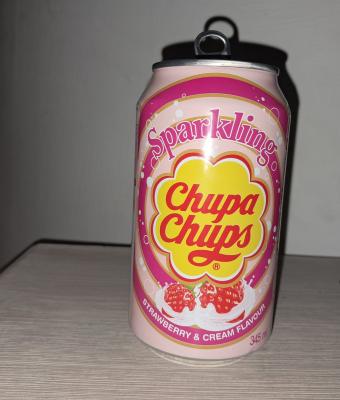 Sparkling
Chupa
Chups
®
STRAWBERRY & CREAM FLAVOUR